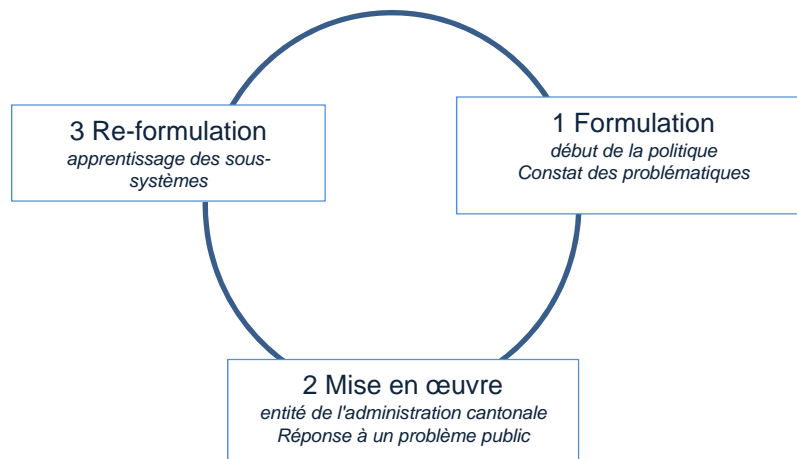 1 Formulation
début de la politique
Constat des problématiques
2 Mise en œuvre
entité de l'administration cantonale
Réponse à un problème public
3 Re-formulation
apprentissage des sous-
systèmes